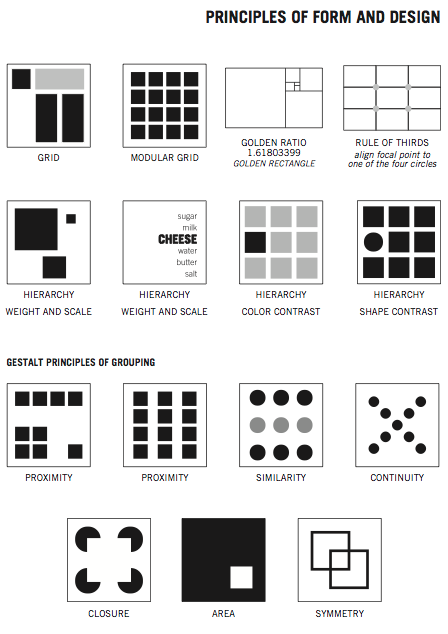 PRINCIPLES OF FORM AND DESIGN
GRID
MODULAR GRID
GOLDEN RATIO
1.61803399
GOLDEN RECTANGLE
RULE OF THIRDS
align focal point to
one of the four circles
sugar
milk
CHEESE
water
butter
salt
HIERARCHY
WEIGHT AND SCALE
HIERARCHY
WEIGHT AND SCALE
HIERARCHY
COLOR CONTRAST
HIERARCHY
SHAPE CONTRAST
GESTALT PRINCIPLES OF GROUPING
PROXIMITY
PROXIMITY
SIMILARITY
CONTINUITY
CLOSURE
AREA
SYMMETRY